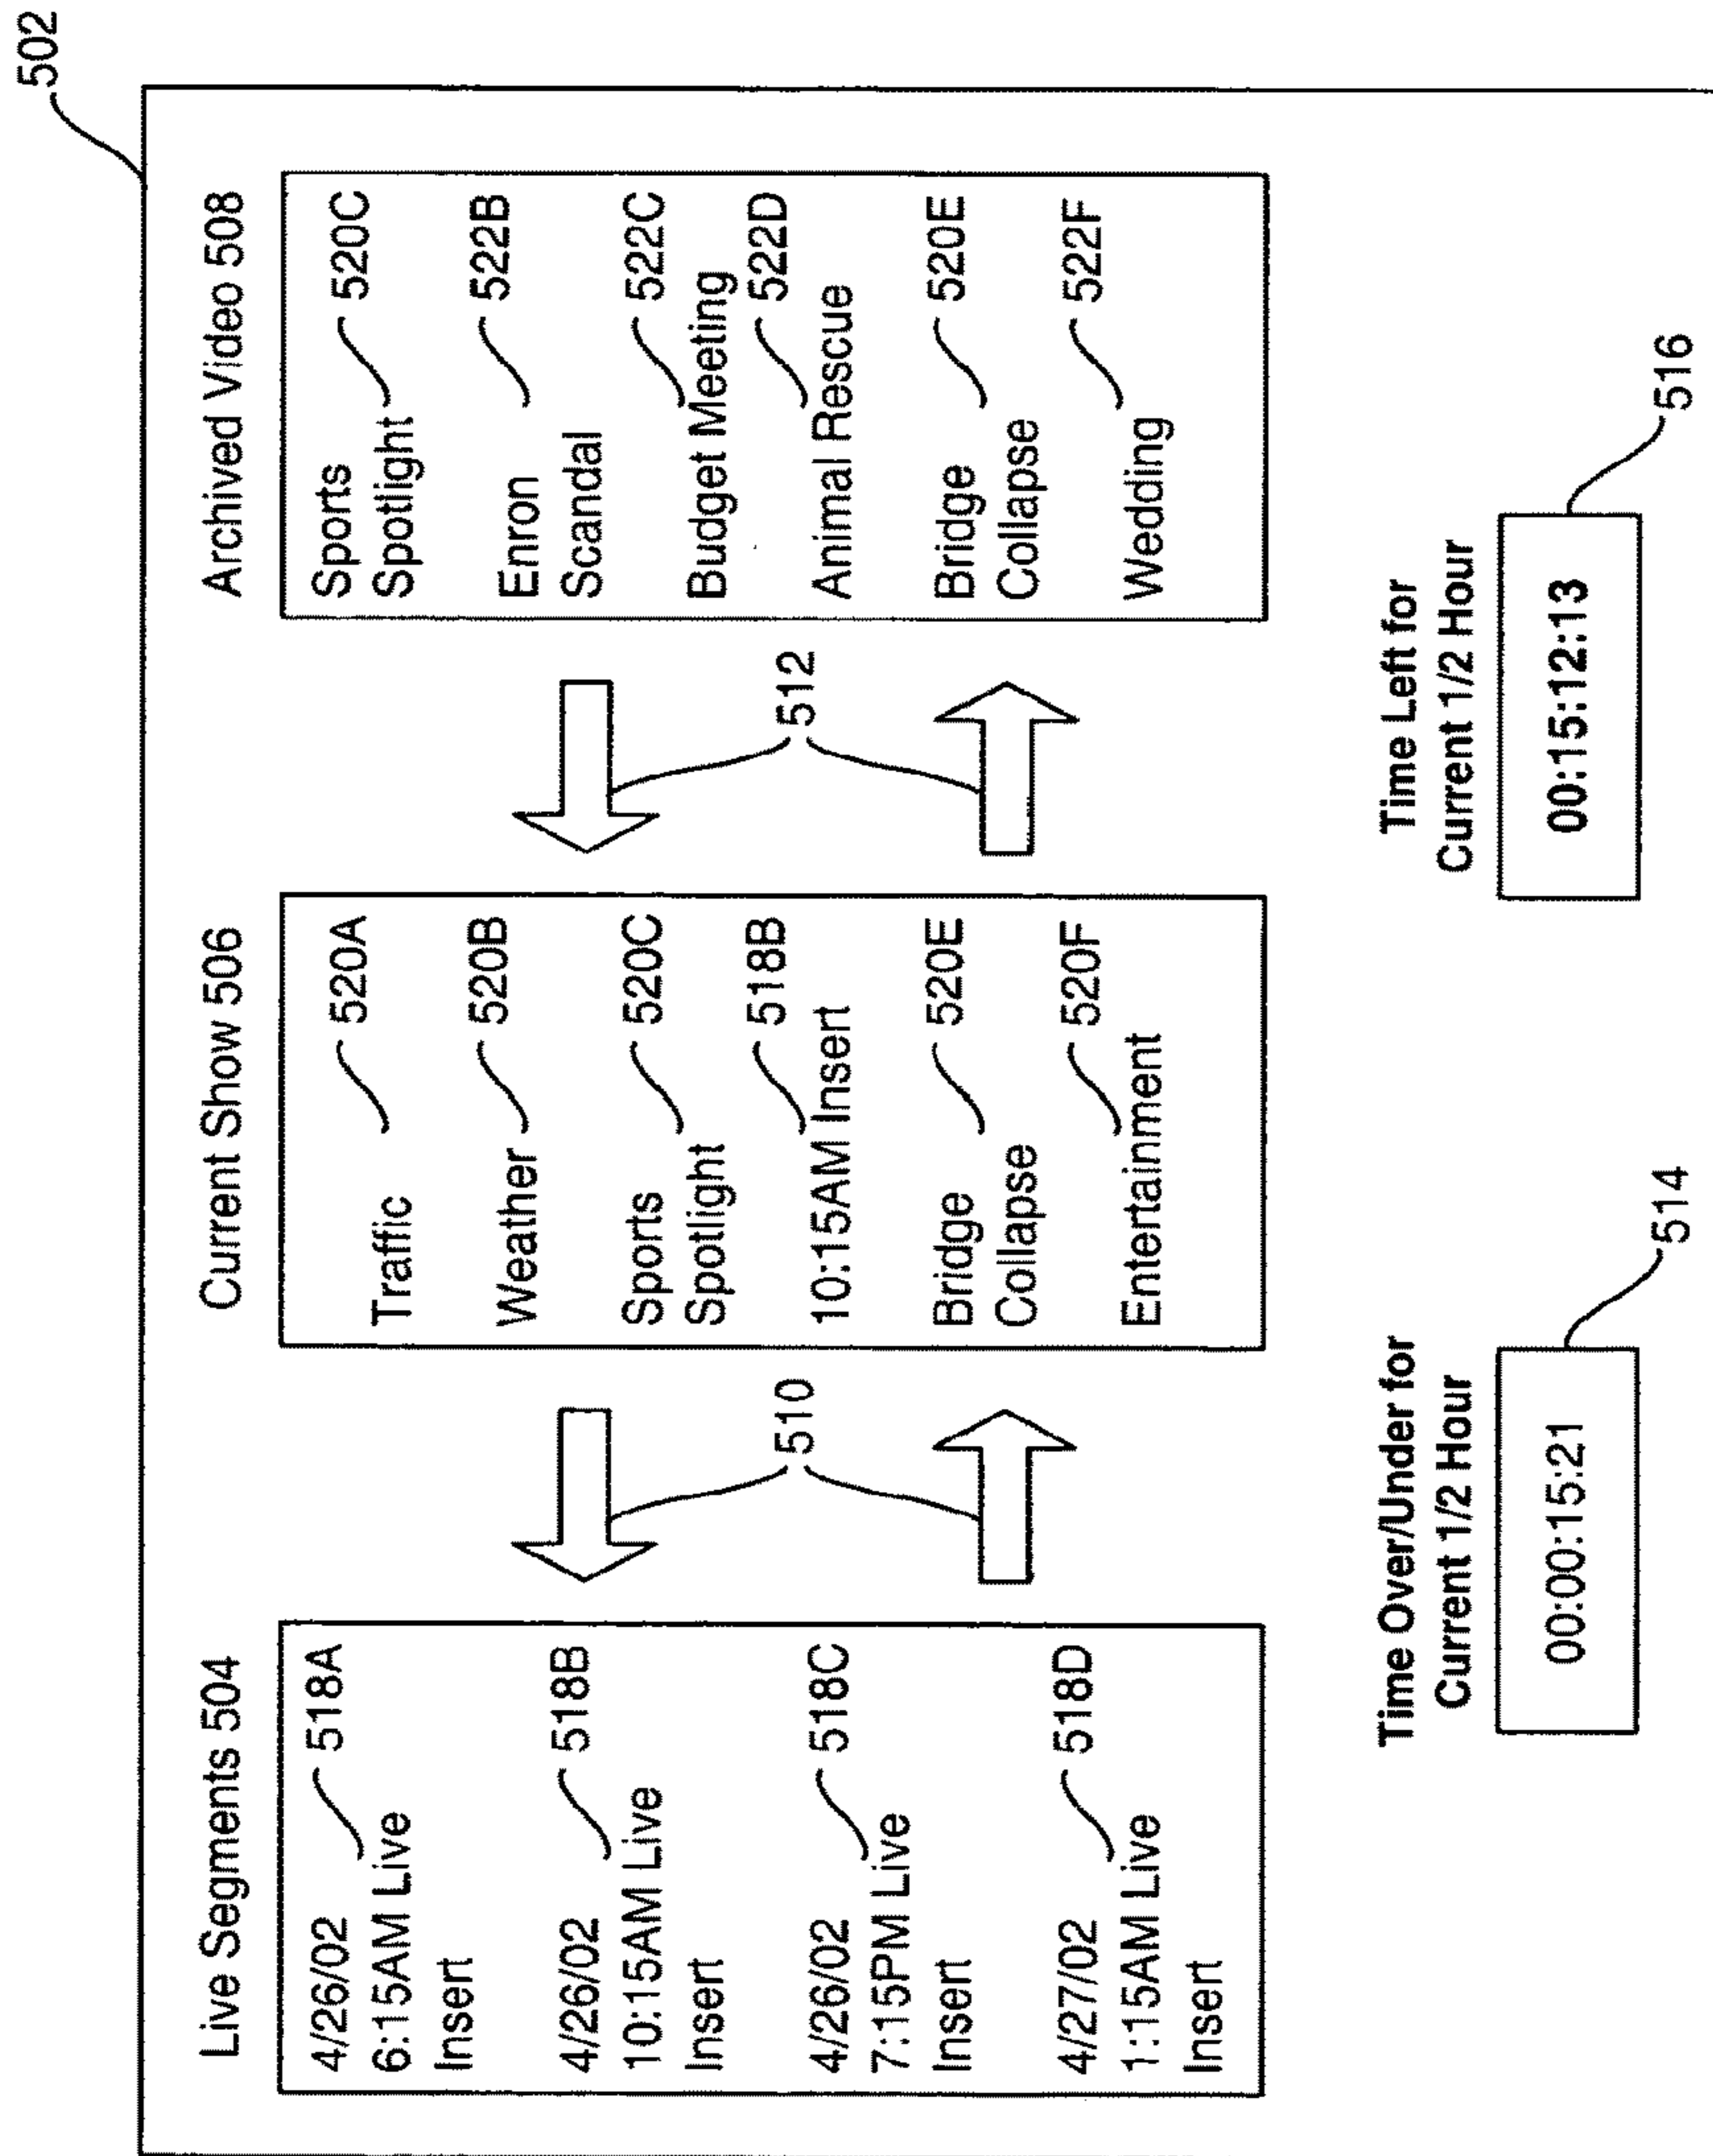 502
Live Segments 504
4/26/02
6:15AM Live
Insert
518A
4/26/02
10:15AM Live
Insert
518B
4/26/02
7:15PM Live
Insert
518C
4/27/02
1:15AM Live
Insert
518D
510
Current Show 506
Traffic
520A
Weather
520B
Sports
Spotlight
520C
10:15AM Insert
518B
Bridge
Collapse
520E
Entertainment
520F
512
Archived Video 508
Sports
Spotlight
520C
Enron
Scandal
522B
Budget Meeting
522C
Animal Rescue
522D
Bridge
Collapse
520E
Wedding
522F
Time Over/Under for
Current 1/2 Hour
00:00:15:21
514
Time Left for
Current 1/2 Hour
00:15:12:13
516